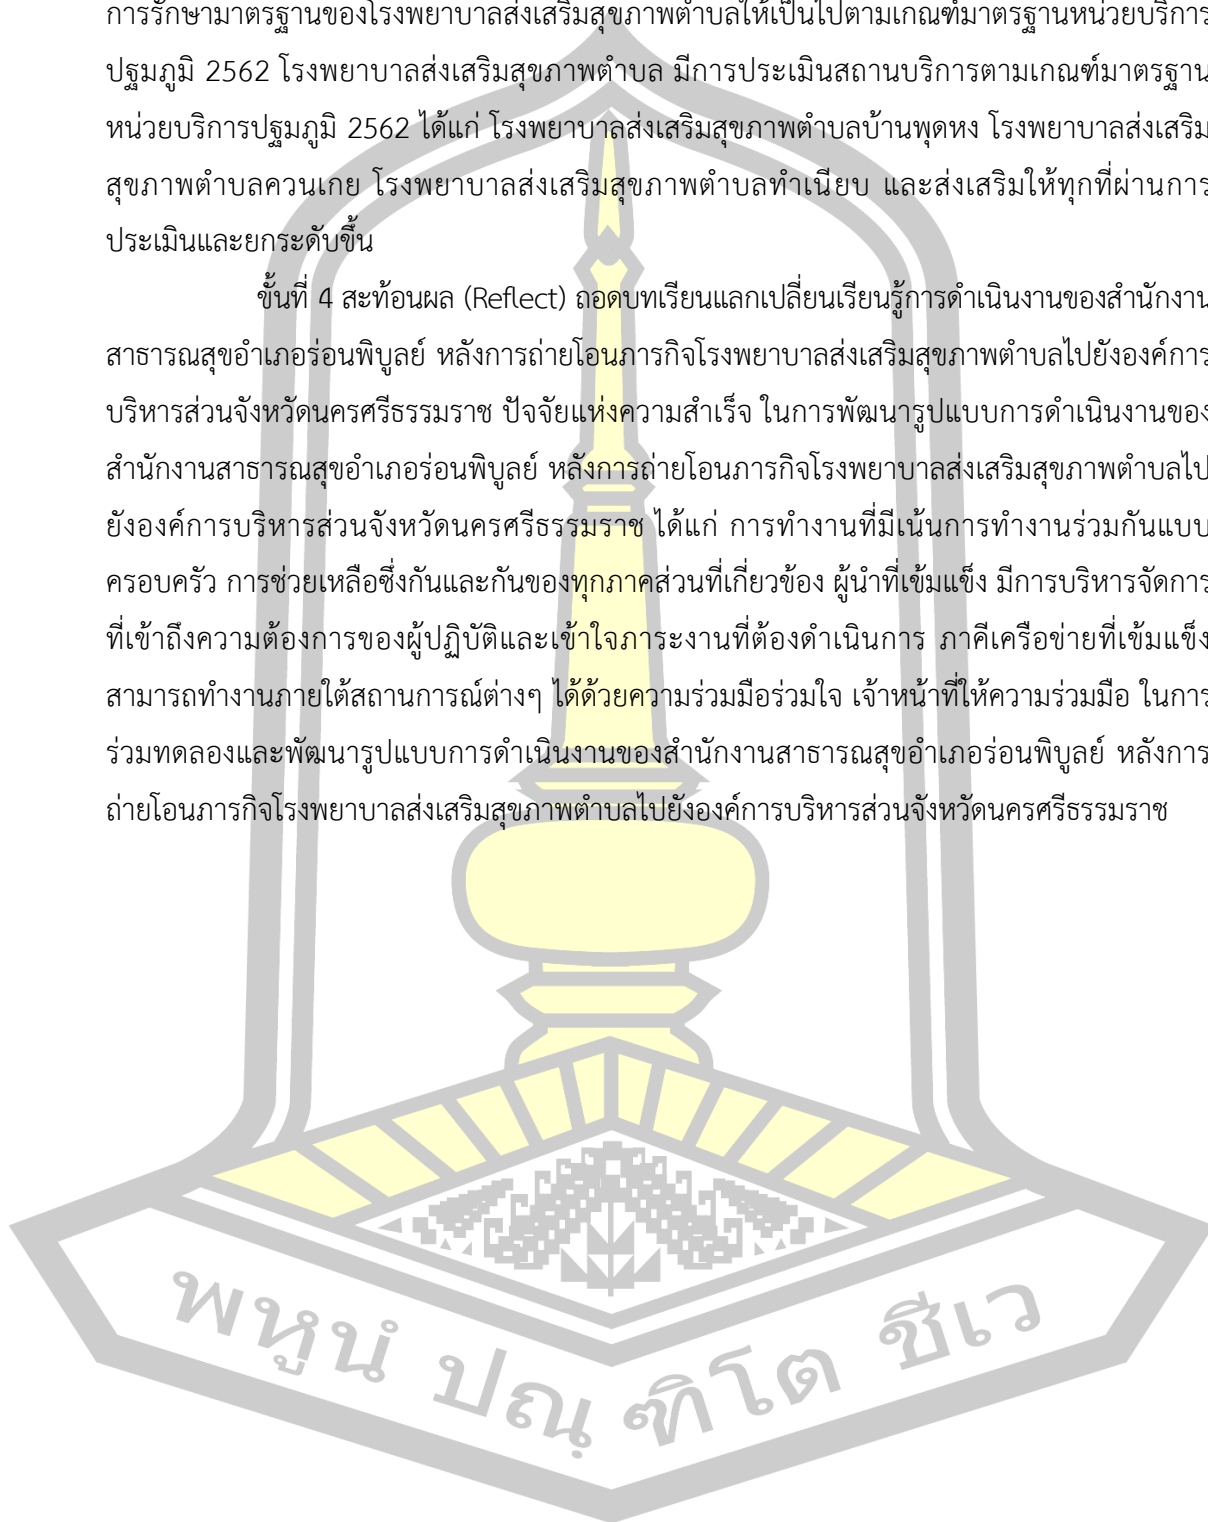 การรักษามาตรฐานของโรงพยาบาลส่งเสริมสุขภาพตำบลให้เป็นไปตามเกณฑ์มาตรฐานหน่วยบริการ
ปฐมภูมิ 2562 โรงพยาบาลส่งเสริมสุขภาพตำบล มีการประเมินสถานบริการตามเกณฑ์มาตรฐาน
หน่วยบริการปฐมภูมิ 2562 ได้แก่ โรงพยาบาลส่งเสริมสุขภาพตำบลบ้านพุดหง โรงพยาบาลส่งเสริม
สุขภาพตำบลควนเกย โรงพยาบาลส่งเสริมสุขภาพตำบลทำเนียบ และส่งเสริมให้ทุกที่ผ่านการ
ประเมินและยกระดับขึ้น
ขั้นที่ 4 สะท้อนผล (Reflect) ถอดบทเรียนแลกเปลี่ยนเรียนรู้การดำเนินงานของสำนักงาน
สาธารณสุขอำเภอร่อนพิบูลย์ หลังการถ่ายโอนภารกิจโรงพยาบาลส่งเสริมสุขภาพตำบลไปยังองค์การ
บริหารส่วนจังหวัดนครศรีธรรมราช ปัจจัยแห่งความสำเร็จ ในการพัฒนารูปแบบการดำเนินงานของ
สำนักงานสาธารณสุขอำเภอร่อนพิบูลย์ หลังการถ่ายโอนภารกิจโรงพยาบาลส่งเสริมสุขภาพตำบลไป
ยังองค์การบริหารส่วนจังหวัดนครศรีธรรมราช ได้แก่ การทำงานที่มีเน้นการทำงานร่วมกันแบบ
ครอบครัว การช่วยเหลือซึ่งกันและกันของทุกภาคส่วนที่เกี่ยวข้อง ผู้นำที่เข้มแข็ง มีการบริหารจัดการ
ที่เข้าถึงความต้องการของผู้ปฏิบัติและเข้าใจภาระงานที่ต้องดำเนินการ ภาคีเครือข่ายที่เข้มแข็ง
สามารถทำงานภายใต้สถานการณ์ต่างๆ ได้ด้วยความร่วมมือร่วมใจ เจ้าหน้าที่ให้ความร่วมมือ ในการ
ร่วมทดลองและพัฒนารูปแบบการดำเนินงานของสำนักงานสาธารณสุขอำเภอร่อนพิบูลย์ หลังการ
ถ่ายโอนภารกิจโรงพยาบาลส่งเสริมสุขภาพตำบลไปยังองค์การบริหารส่วนจังหวัดนครศรีธรรมราช
พหูนํ ปณฺฑิโต ชีเว